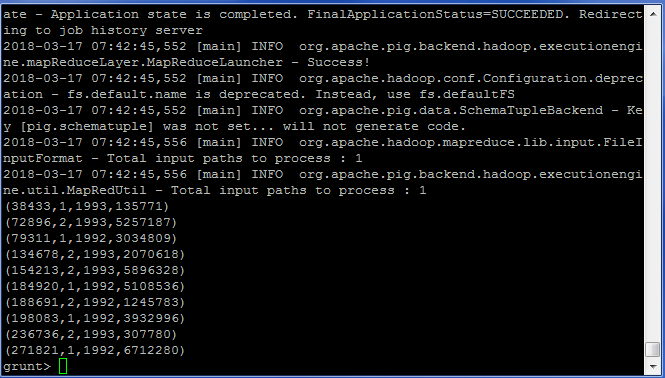 ate - Application state is completed. FinalApplicationStatus=SUCCEEDED. Redirect
ing to job history server
2018-03-17 07:42:45,552 [main] INFO  org.apache.pig.backend.hadoop.executionengi
ne.mapReduceLayer.MapReduceLauncher - Success!
2018-03-17 07:42:45,552 [main] INFO  org.apache.hadoop.conf.Configuration.deprec
ation - fs.default.name is deprecated. Instead, use fs.defaultFS
2018-03-17 07:42:45,552 [main] INFO  org.apache.pig.data.SchemaTupleBackend - Ke
y [pig.schematuple] was not set... will not generate code.
2018-03-17 07:42:45,556 [main] INFO  org.apache.hadoop.mapreduce.lib.input.FileI
nputFormat - Total input paths to process : 1
2018-03-17 07:42:45,556 [main] INFO  org.apache.pig.backend.hadoop.executionengi
ne.util.MapRedUtil - Total input paths to process : 1
(38433,1,1993,135771)
(72896,2,1993,5257187)
(79311,1,1992,3034809)
(134678,2,1993,2070618)
(154213,2,1993,5896328)
(184920,1,1992,5108536)
(188691,2,1992,1245783)
(198083,1,1992,3932996)
(236736,2,1993,307780)
(271821,1,1992,6712280)
grunt>